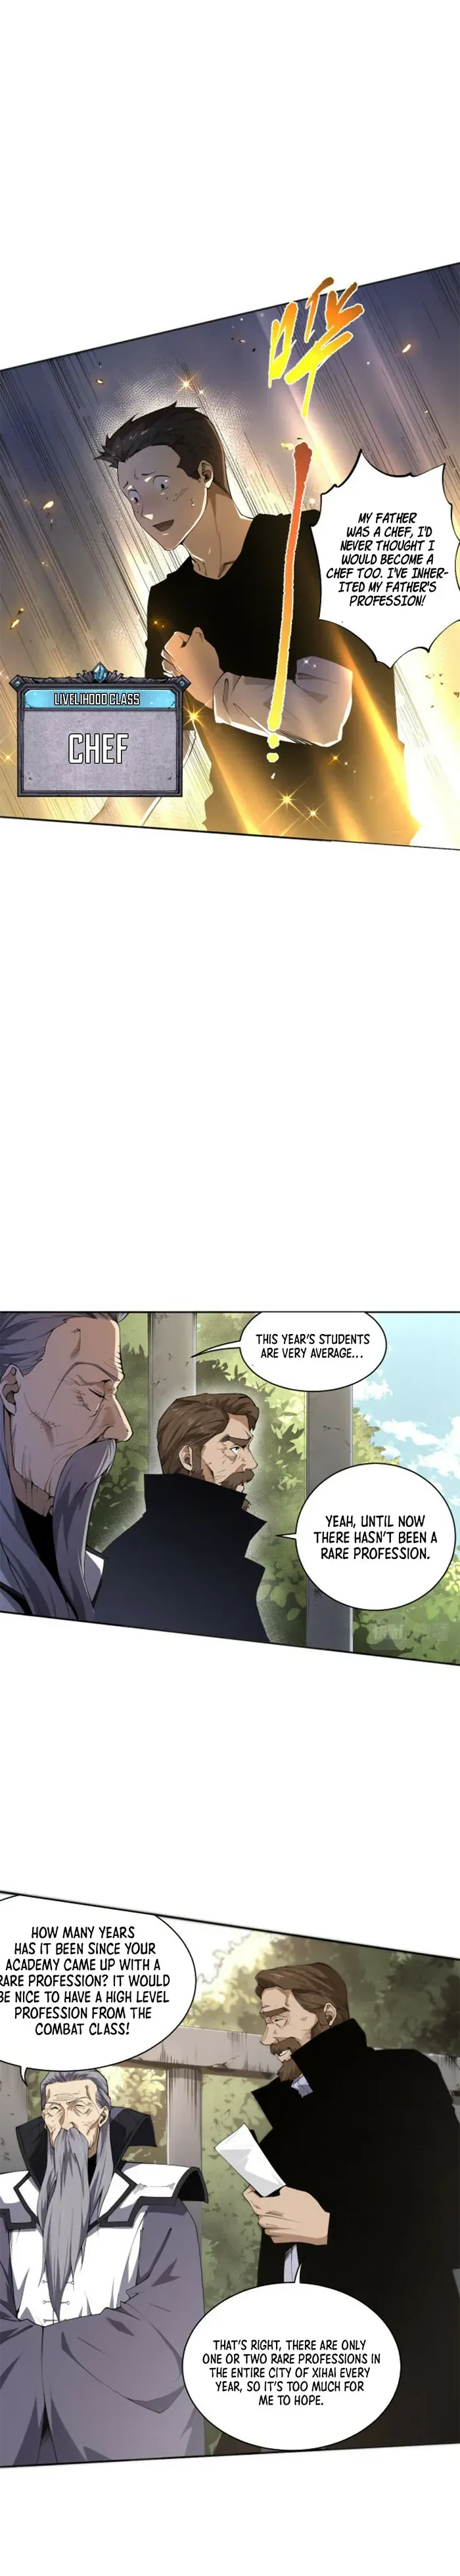 MY FATHER
WAS A CHEF, I'D
NEVER THOUGHT I
WOULD BECOME A
CHEF TOO. I'VE INHER-
ITED MY FATHER'S
PROFESSION!
LIVELIHOOD CLASS
CHEF
THIS YEAR'S STUDENTS
ARE VERY AVERAGE...
YEAH, UNTIL NOW
THERE HASN'T BEEN A
RARE PROFESSION.
HOW MANY YEARS
HAS IT BEEN SINCE YOUR
ACADEMY CAME UP WITH A
RARE PROFESSION? IT WOULD
BE NICE TO HAVE A HIGH LEVEL
PROFESSION FROM THE
COMBAT CLASS!
THAT'S RIGHT, THERE ARE ONLY
ONE OR TWO RARE PROFESSIONS IN
THE ENTIRE CITY OF XIHAI EVERY
YEAR, SO IT'S TOO MUCH FOR
ME TO HOPE.